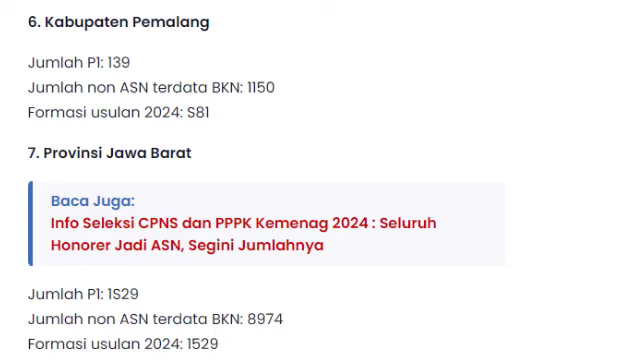 6. Kabupaten Pemalang
Jumlah P1: 139
Jumlah non ASN terdata BKN: 1150
Formasi usulan 2024: S81
7. Provinsi Jawa Barat
Baca Juga:
Info Seleksi CPNS dan PPPK Kemenag 2024 : Seluruh
Honorer Jadi ASN, Segini Jumlahnya
Jumlah P1: 1S29
Jumlah non ASN terdata BKN: 8974
Formasi usulan 2024: 1529